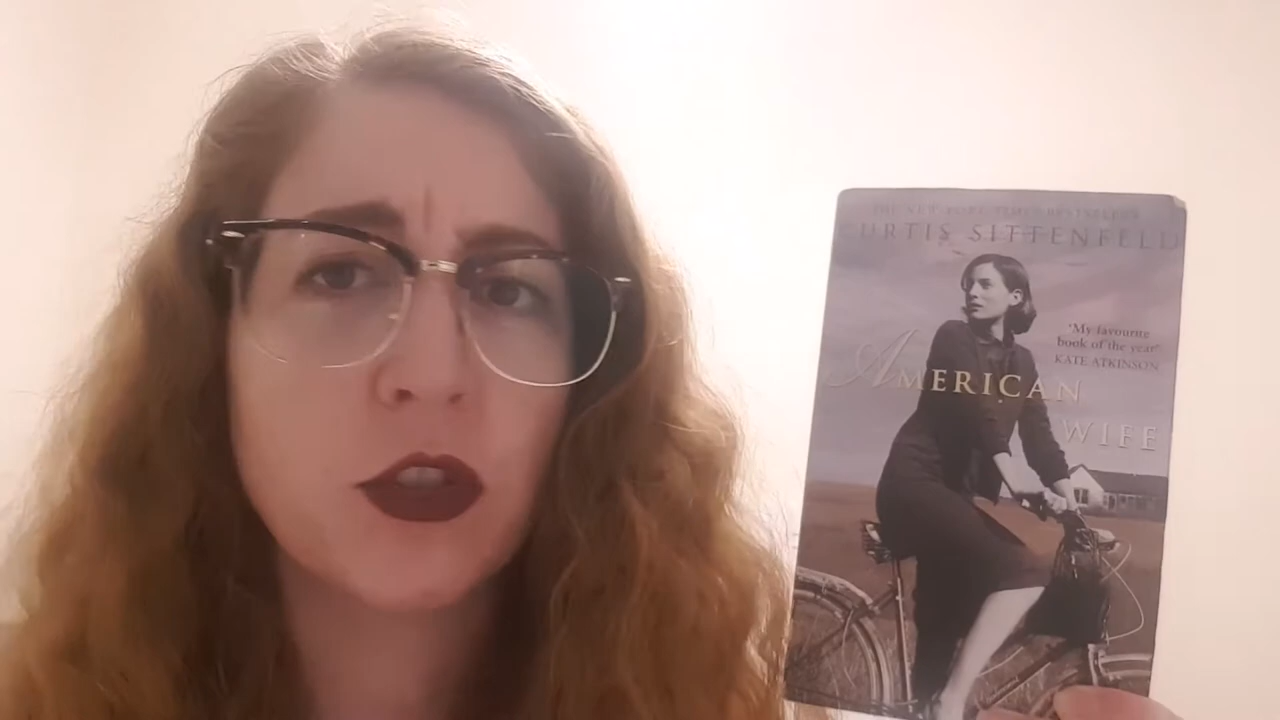 THE NEW YORK TIMES BESTSELLER
CURTIS SITTENFELD
'My favourite
book of the year'
KATE ATKINSON
AMERICAN
WIFE